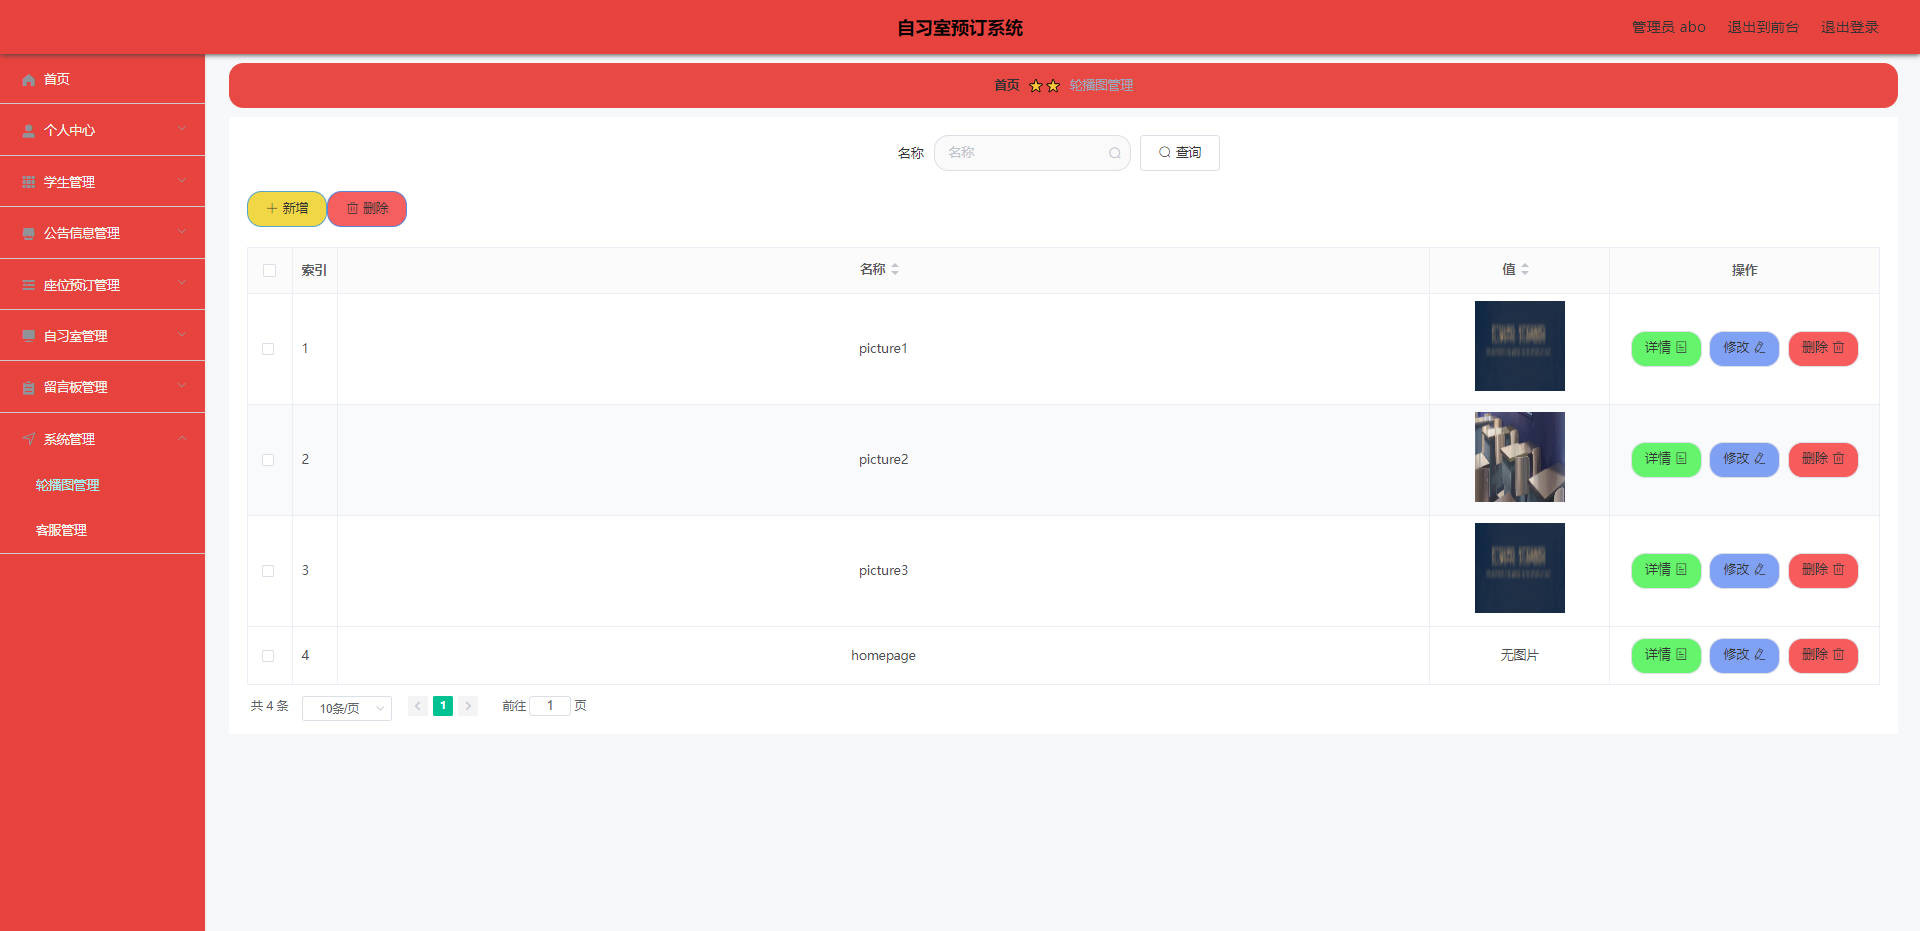 自习室预订系统
管理员 abo 退出到前台 退出登录
首页
个人中心
学生管理
公告信息管理
座位预订管理
自习室管理
留言板管理
系统管理
轮播图管理
客服管理
首页 轮播图管理
名称 名称 查询
新增 删除
索引 名称 值 操作
1 picture1 详情 修改 删除
2 picture2 详情 修改 删除
3 picture3 详情 修改 删除
4 homepage 无图片 详情 修改 删除
共 4 条 10条/页 1 前往 1 页